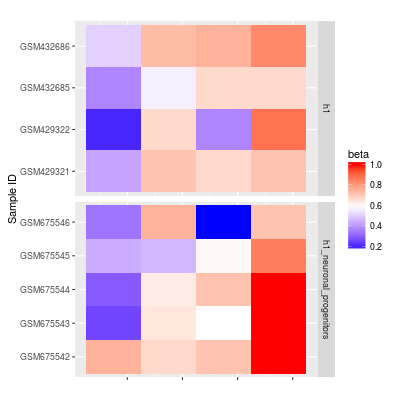 GSM432686
GSM432685
GSM429322
GSM429321
h1
GSM675546
GSM675545
GSM675544
GSM675543
GSM675542
h1_neuronal_progenitors
Sample ID
beta
1.0
0.8
0.6
0.4
0.2